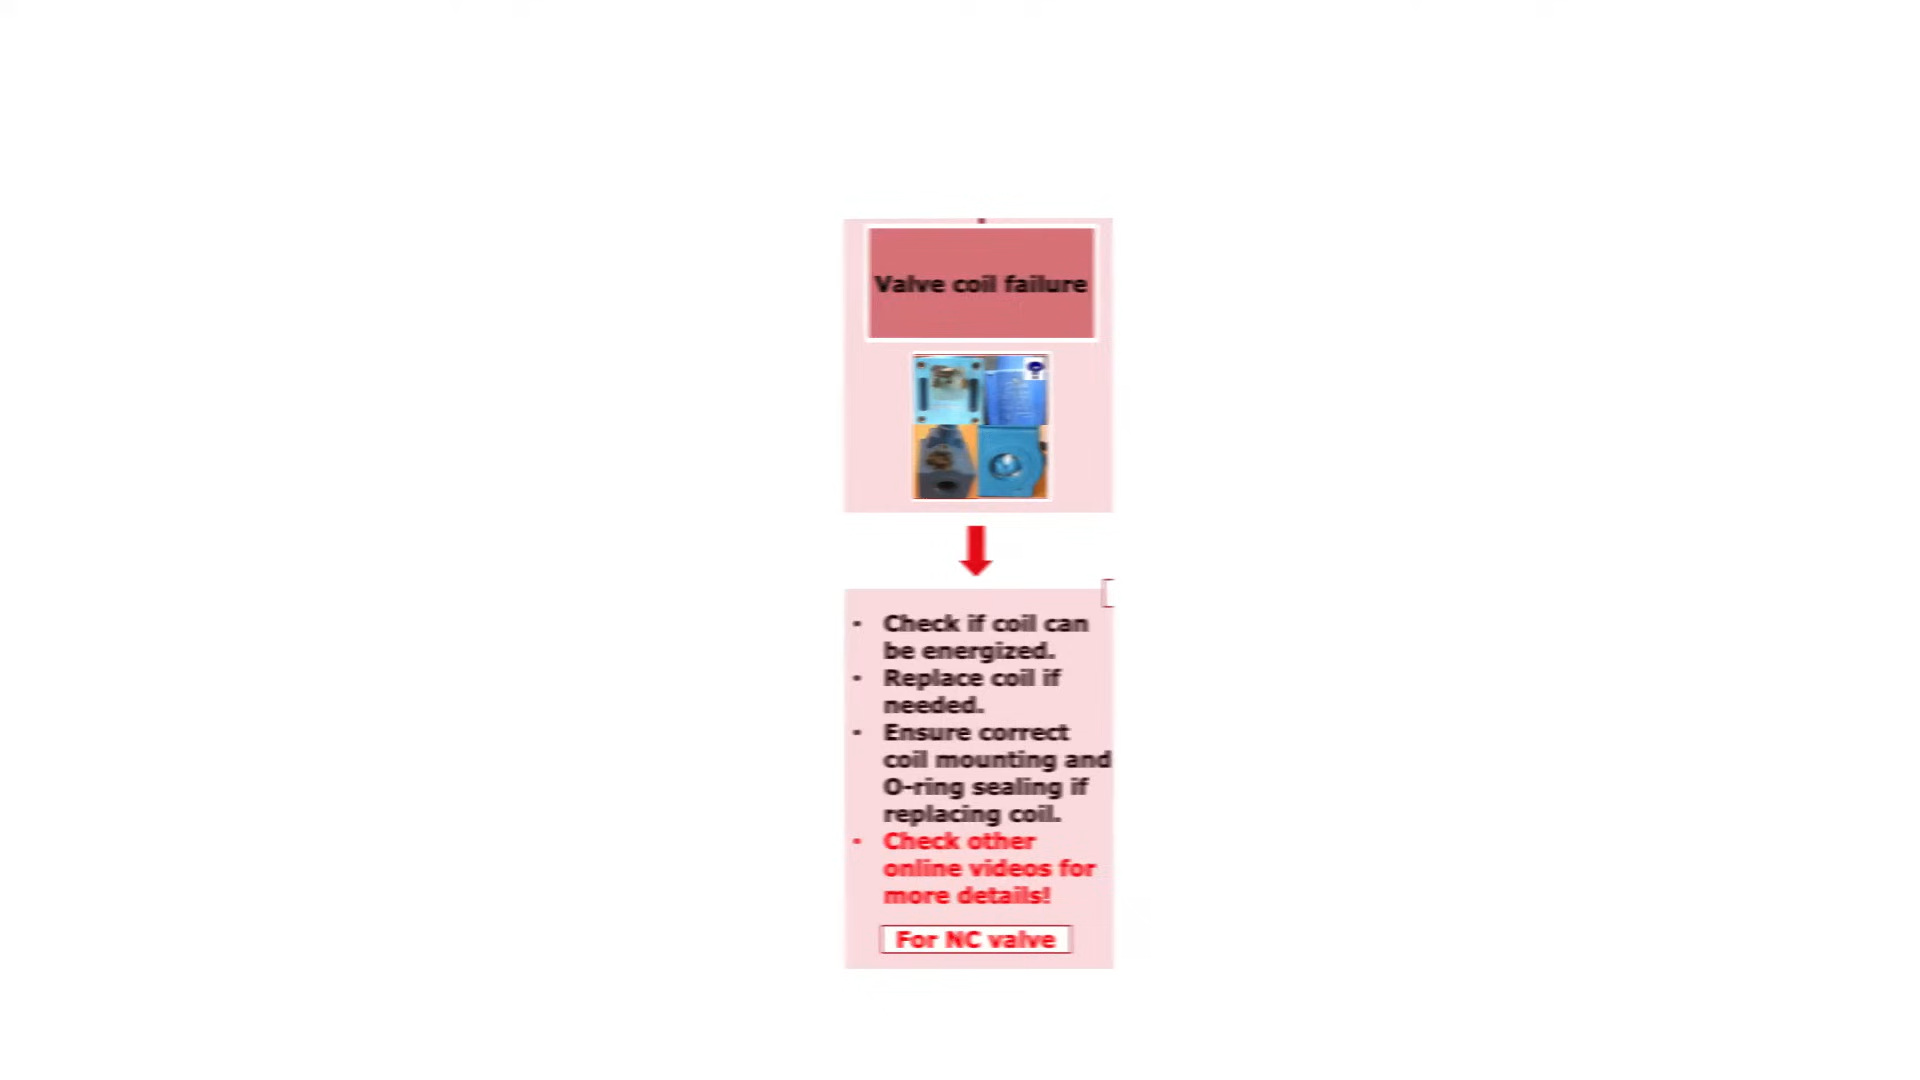 Valve coil failure
• Check if coil can
be energized.
• Replace coil if
needed.
• Ensure correct
coil mounting and
O-ring sealing if
replacing coil.
• Check other
online videos for
more details!
For NC valve